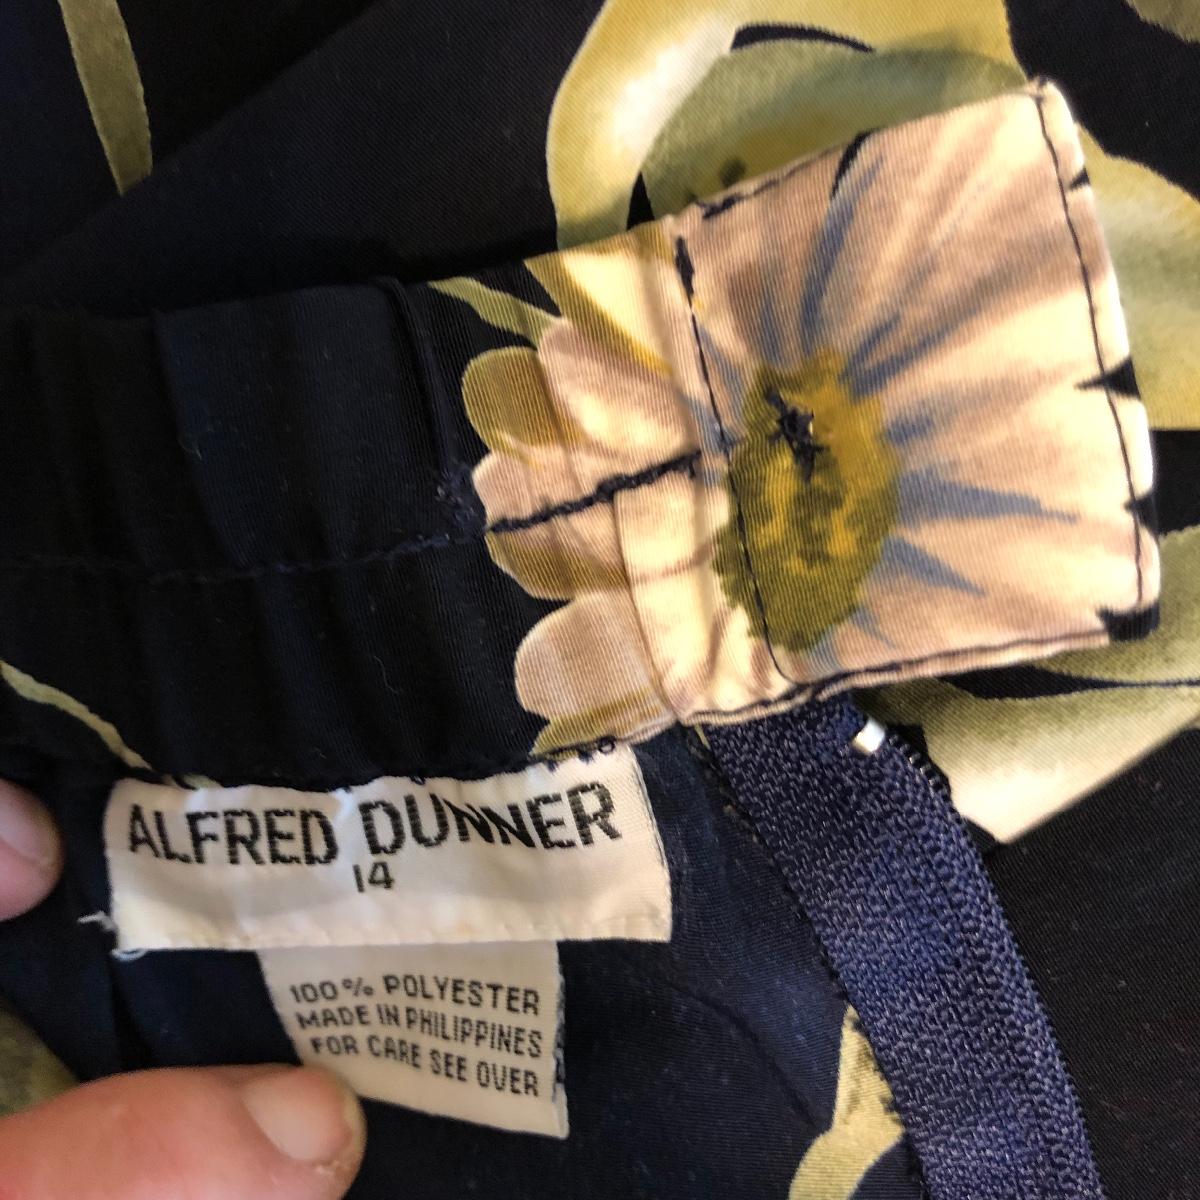 ALFRED DUNNER
14
100% POLYESTER
MADE IN PHILIPPINES
FOR CARE SEE OVER